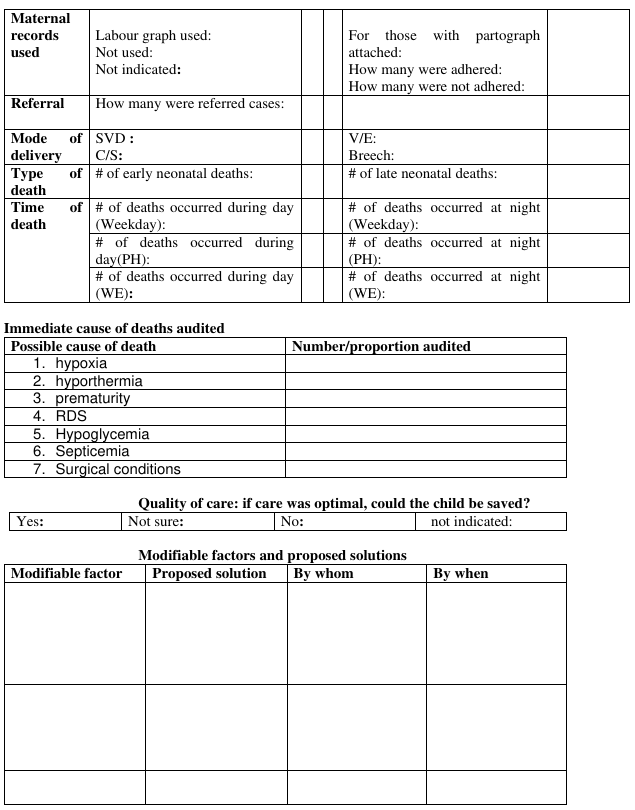 Maternal records used
Labour graph used:
Not used:
Not indicated:
For those with partograph attached:
How many were adhered:
How many were not adhered:
Referral
How many were referred cases:
Mode of delivery
SVD :
C/S:
V/E:
Breech:
Type of death
# of early neonatal deaths:
# of late neonatal deaths:
Time of death
# of deaths occurred during day (Weekday):
# of deaths occurred at night (Weekday):
# of deaths occurred during day(PH):
# of deaths occurred at night (PH):
# of deaths occurred during day (WE):
# of deaths occurred at night (WE):
Immediate cause of deaths audited
Possible cause of death
Number/proportion audited
1. hypoxia
2. hyporthermia
3. prematurity
4. RDS
5. Hypoglycemia
6. Septicemia
7. Surgical conditions
Quality of care: if care was optimal, could the child be saved?
Yes:
Not sure:
No:
not indicated:
Modifiable factors and proposed solutions
Modifiable factor
Proposed solution
By whom
By when